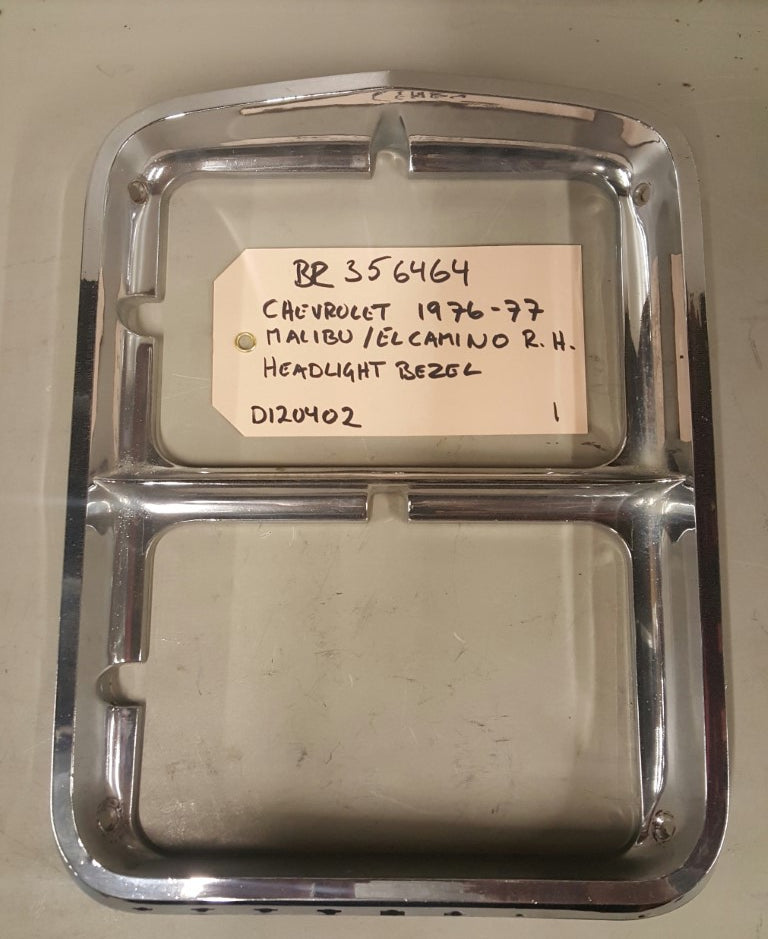 BR 356464
CHEVROLET 1976-77
MALIBU/ELCAMINO R.H.
HEADLIGHT BEZEL
D120402 1